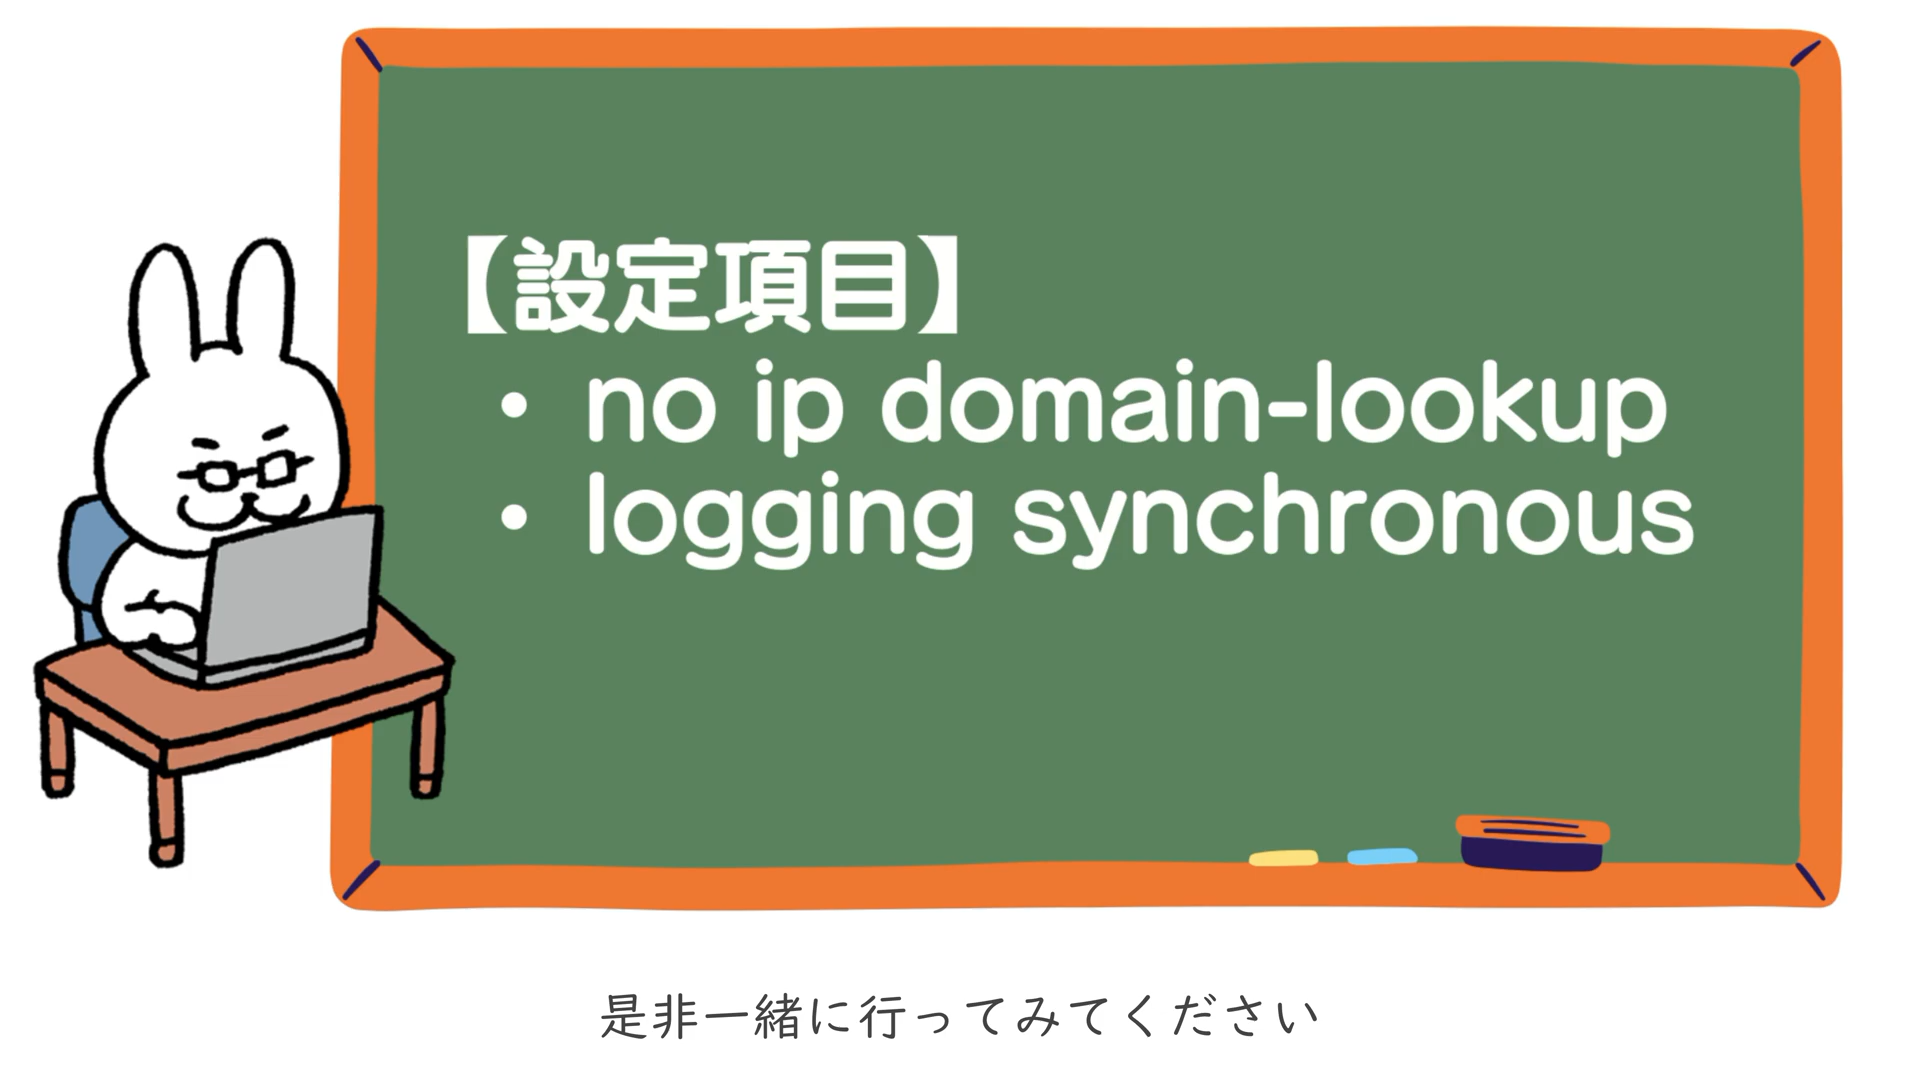 【設定項目】
・ no ip domain-lookup
・ logging synchronous
是非一緒に行ってみてください